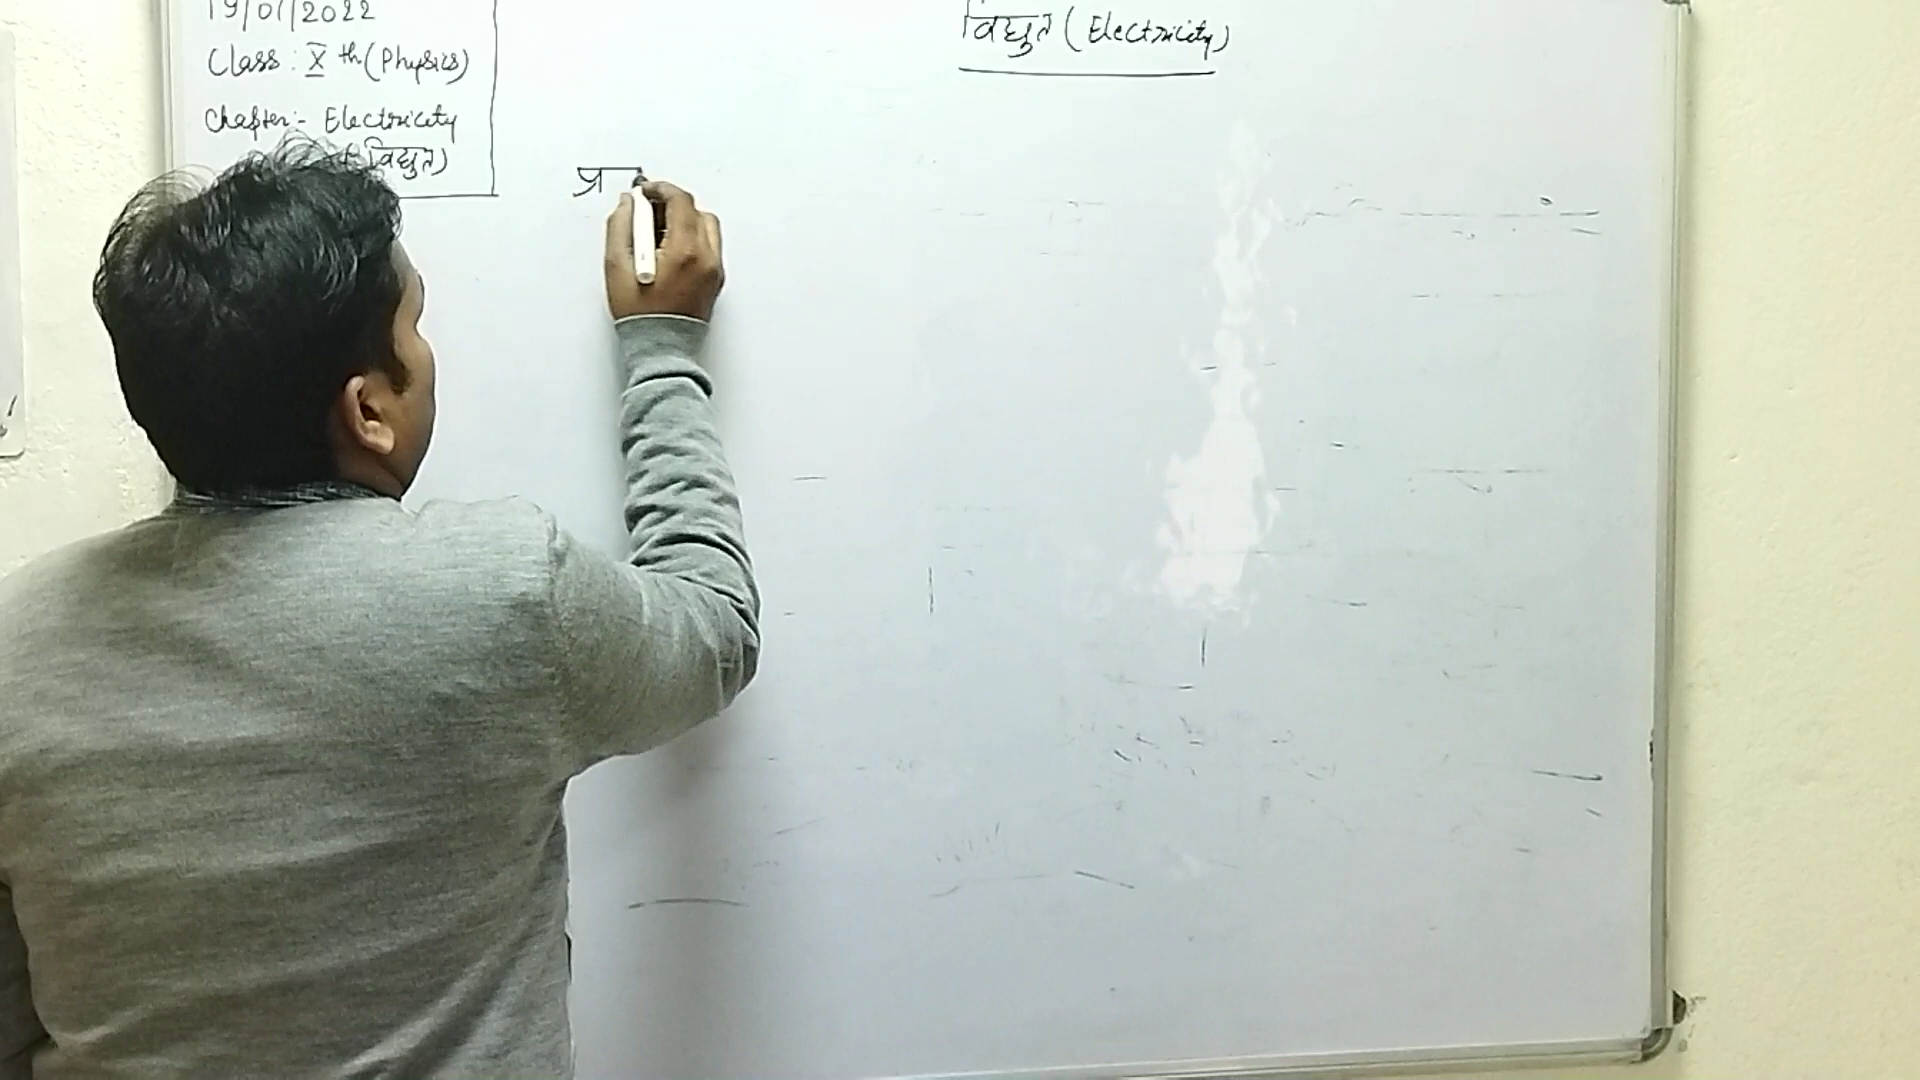 19/01/2022
Class: X th (Physics)
Chapter:- Electricity
विद्युत)
विद्युत (Electricity)
प्र